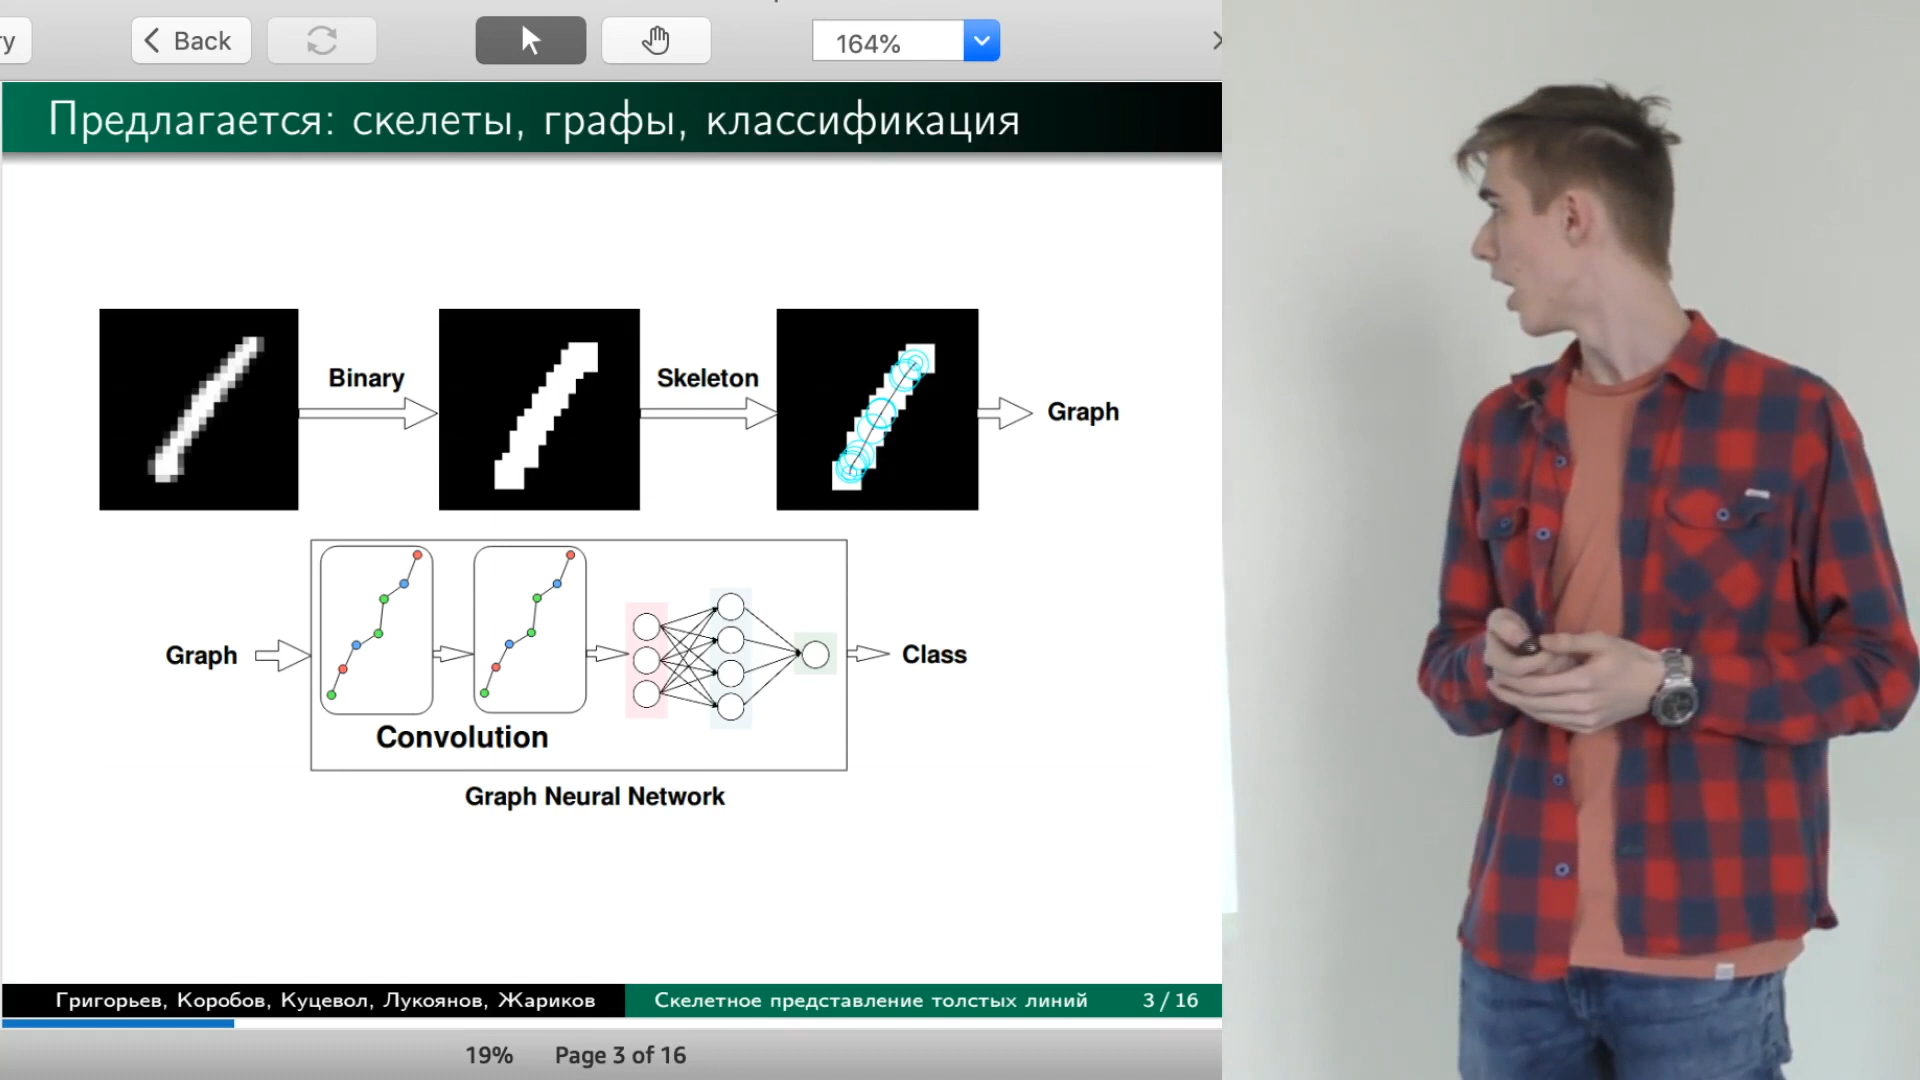 Back
164%
Предлагается: скелеты, графы, классификация
Binary
Skeleton
Graph
Graph
Class
Convolution
Graph Neural Network
Григорьев, Коробов, Куцевол, Лукоянов, Жариков
Скелетное представление толстых линий
3 / 16
19%
Page 3 of 16